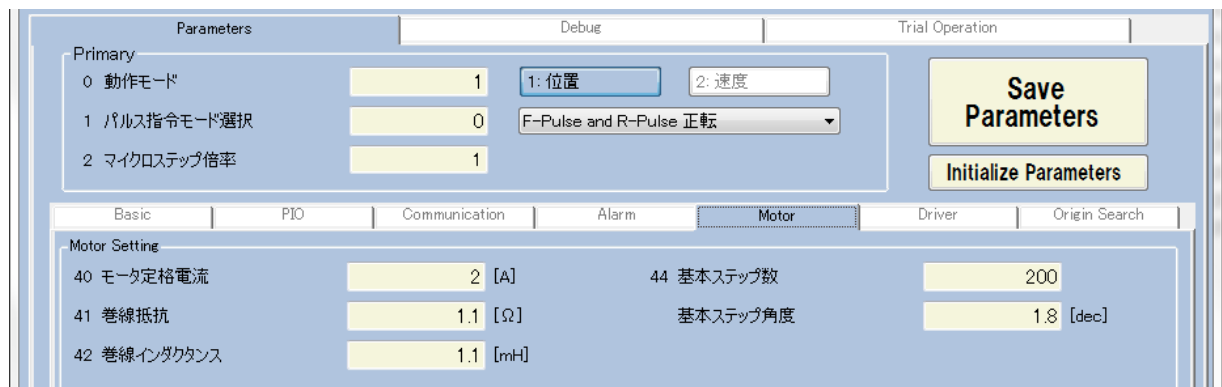 Parameters Debug Trial Operation
Primary
0 動作モード 1 1: 位置 2: 速度
1 パルス指令モード選択 0 F-Pulse and R-Pulse 正転
2 マイクロステップ倍率 1
Save Parameters
Initialize Parameters
Basic PIO Communication Alarm Motor Driver Origin Search
Motor Setting
40 モータ定格電流 2 [A] 44 基本ステップ数 200
41 巻線抵抗 1.1 [Ω] 基本ステップ角度 1.8 [dec]
42 巻線インダクタンス 1.1 [mH]